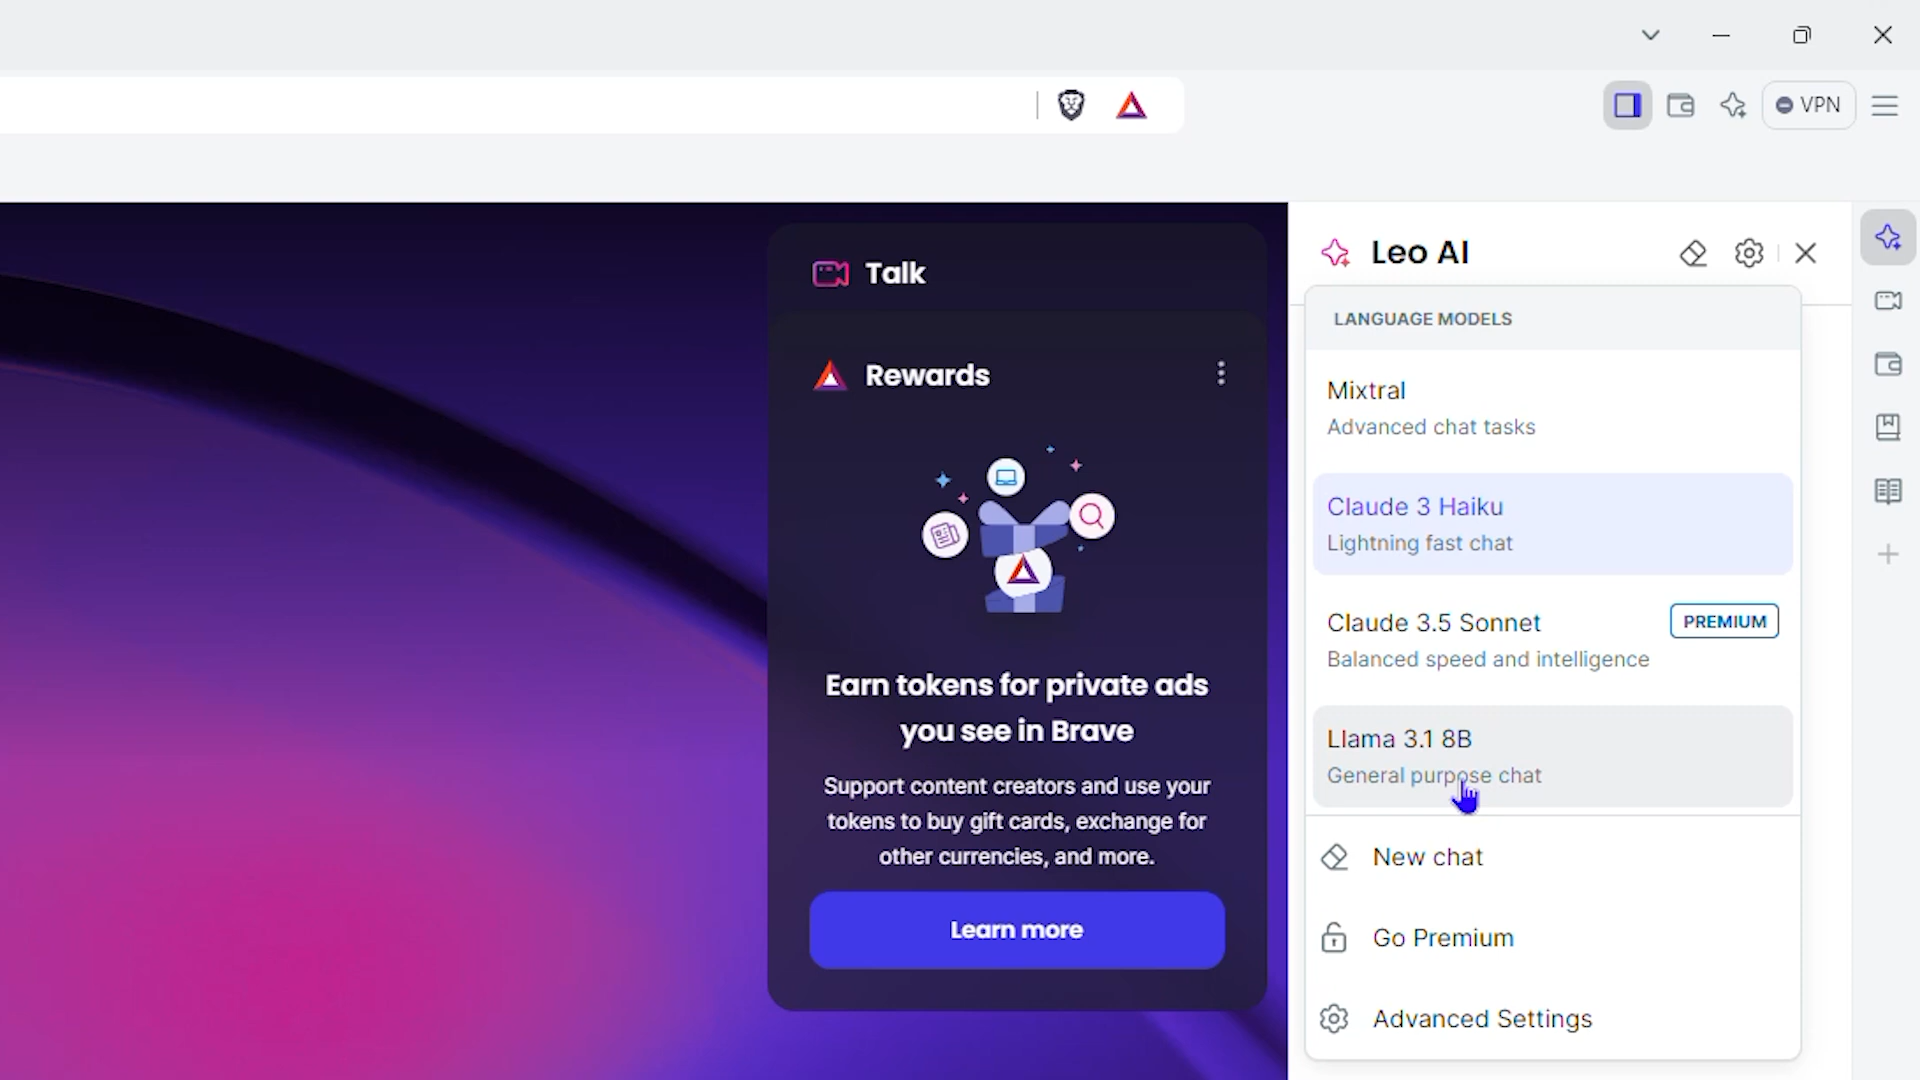 VPN
Talk
Rewards
Earn tokens for private ads
you see in Brave
Support content creators and use your
tokens to buy gift cards, exchange for
other currencies, and more.
Learn more
Leo AI
LANGUAGE MODELS
Mixtral
Advanced chat tasks
Claude 3 Haiku
Lightning fast chat
Claude 3.5 Sonnet
PREMIUM
Balanced speed and intelligence
Llama 3.1 8B
General purpose chat
New chat
Go Premium
Advanced Settings